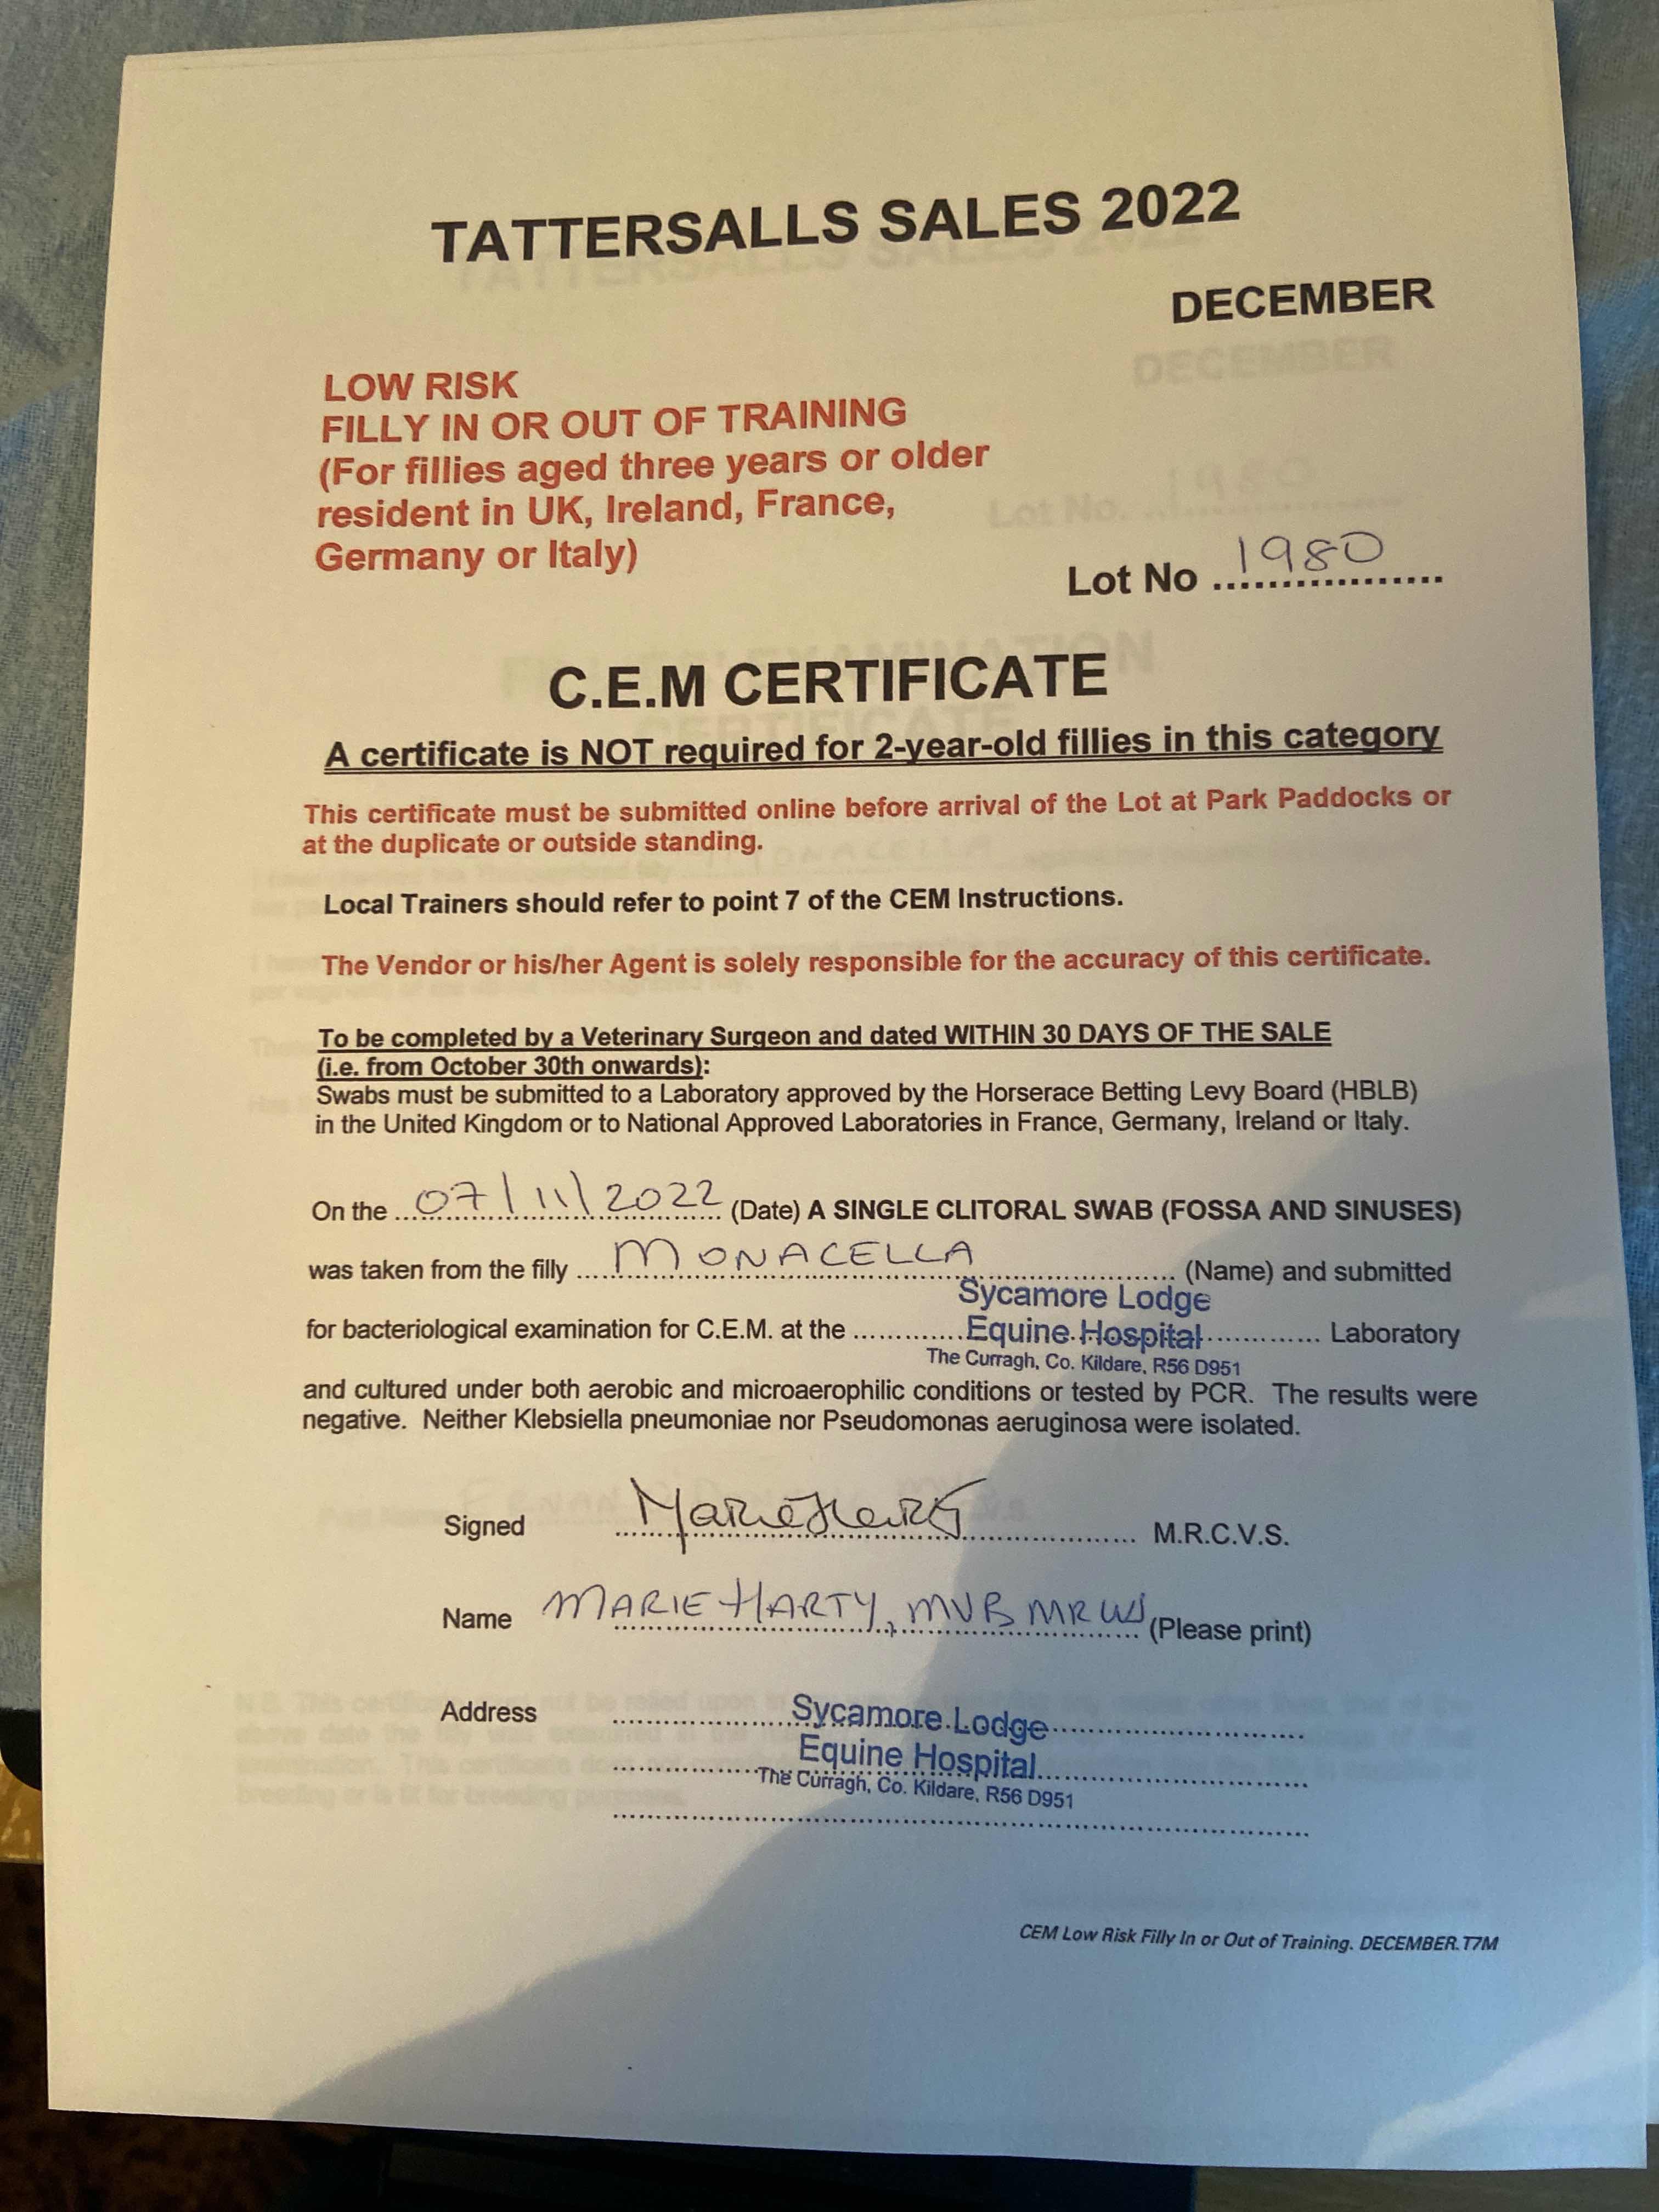 TATTERSALLS SALES 2022
DECEMBER
LOW RISK
FILLY IN OR OUT OF TRAINING
(For fillies aged three years or older
resident in UK, Ireland, France,
Germany or Italy)
Lot No 1980
C.E.M CERTIFICATE
A certificate is NOT required for 2-year-old fillies in this category
This certificate must be submitted online before arrival of the Lot at Park Paddocks or
at the duplicate or outside standing.
Local Trainers should refer to point 7 of the CEM Instructions.
The Vendor or his/her Agent is solely responsible for the accuracy of this certificate.
To be completed by a Veterinary Surgeon and dated WITHIN 30 DAYS OF THE SALE
(i.e. from October 30th onwards):
Swabs must be submitted to a Laboratory approved by the Horserace Betting Levy Board (HBLB)
in the United Kingdom or to National Approved Laboratories in France, Germany, Ireland or Italy.
On the 07/11/2022 (Date) A SINGLE CLITORAL SWAB (FOSSA AND SINUSES)
was taken from the filly MONACELLA (Name) and submitted
Sycamore Lodge
for bacteriological examination for C.E.M. at the Equine Hospital Laboratory
The Curragh, Co. Kildare, R56 D951
and cultured under both aerobic and microaerophilic conditions or tested by PCR. The results were
negative. Neither Klebsiella pneumoniae nor Pseudomonas aeruginosa were isolated.
Signed Marie Harty M.R.C.V.S.
Name MARIE HARTY, MVB MRCVS (Please print)
Address Sycamore Lodge
Equine Hospital
The Curragh, Co. Kildare, R56 D951
CEM Low Risk Filly In or Out of Training. DECEMBER.T7M